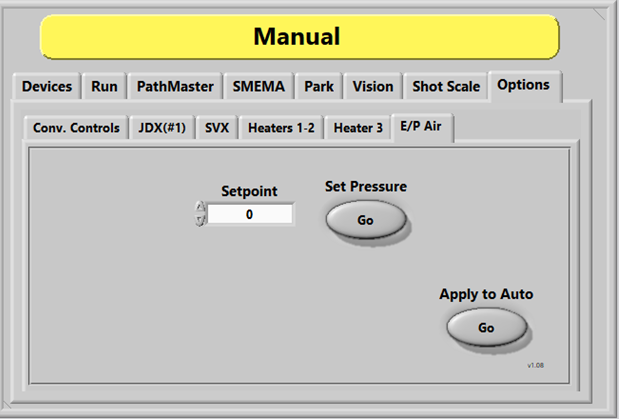 Manual
Devices Run PathMaster SMEMA Park Vision Shot Scale Options
Conv. Controls JDX(#1) SVX Heaters 1-2 Heater 3 E/P Air
Setpoint Set Pressure
0 Go
Apply to Auto
Go
v1.08